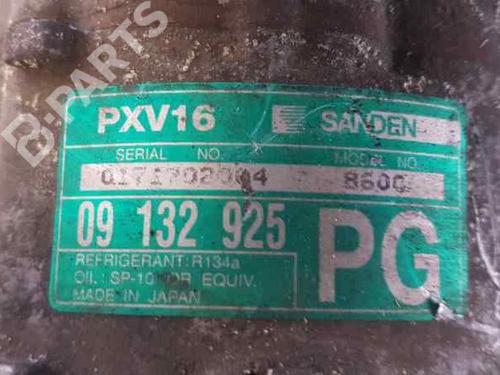 B-PARTS
PXV16 SANDEN
SERIAL NO. MODEL NO.
8600
09 132 925
PG
REFRIGERANT:R134a
OIL: SP-10 OR EQUIV.
MADE IN JAPAN